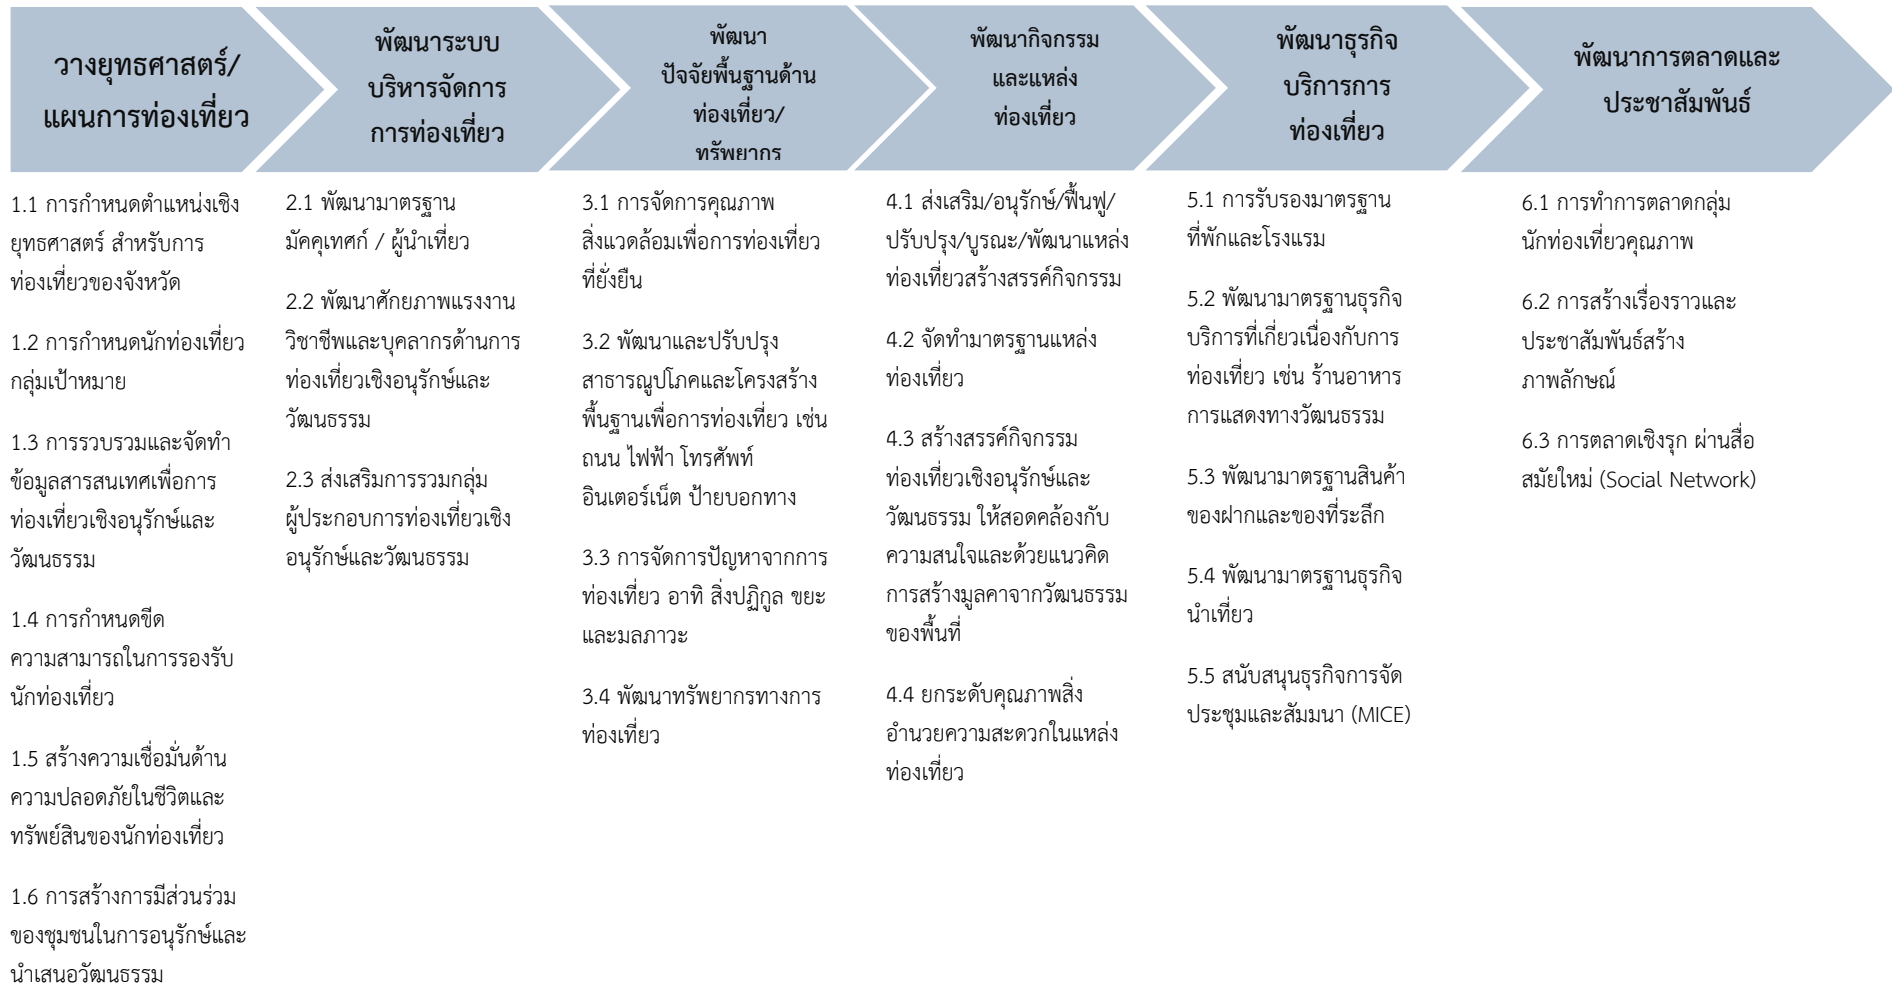 วางยุทธศาสตร์/
แผนการท่องเที่ยว
พัฒนาระบบ
บริหารจัดการ
การท่องเที่ยว
พัฒนา
ปัจจัยพื้นฐานด้าน
ท่องเที่ยว/
ทรัพยากร
พัฒนากิจกรรม
และแหล่ง
ท่องเที่ยว
พัฒนาธุรกิจ
บริการการ
ท่องเที่ยว
พัฒนาการตลาดและ
ประชาสัมพันธ์
1.1 การกำหนดตำแหน่งเชิง
ยุทธศาสตร์ สำหรับการ
ท่องเที่ยวของจังหวัด
1.2 การกำหนดนักท่องเที่ยว
กลุ่มเป้าหมาย
1.3 การรวบรวมและจัดทำ
ข้อมูลสารสนเทศเพื่อการ
ท่องเที่ยวเชิงอนุรักษ์และ
วัฒนธรรม
1.4 การกำหนดขีด
ความสามารถในการรองรับ
นักท่องเที่ยว
1.5 สร้างความเชื่อมั่นด้าน
ความปลอดภัยในชีวิตและ
ทรัพย์สินของนักท่องเที่ยว
1.6 การสร้างการมีส่วนร่วม
ของชุมชนในการอนุรักษ์และ
นำเสนอวัฒนธรรม
2.1 พัฒนามาตรฐาน
มัคคุเทศก์ / ผู้นำเที่ยว
2.2 พัฒนาศักยภาพแรงงาน
วิชาชีพและบุคลากรด้านการ
ท่องเที่ยวเชิงอนุรักษ์และ
วัฒนธรรม
2.3 ส่งเสริมการรวมกลุ่ม
ผู้ประกอบการท่องเที่ยวเชิง
อนุรักษ์และวัฒนธรรม
3.1 การจัดการคุณภาพ
สิ่งแวดล้อมเพื่อการท่องเที่ยว
ที่ยั่งยืน
3.2 พัฒนาและปรับปรุง
สาธารณูปโภคและโครงสร้าง
พื้นฐานเพื่อการท่องเที่ยว เช่น
ถนน ไฟฟ้า โทรศัพท์
อินเตอร์เน็ต ป้ายบอกทาง
3.3 การจัดการปัญหาจากการ
ท่องเที่ยว อาทิ สิ่งปฏิกูล ขยะ
และมลภาวะ
3.4 พัฒนาทรัพยากรทางการ
ท่องเที่ยว
4.1 ส่งเสริม/อนุรักษ์/ฟื้นฟู/
ปรับปรุง/บูรณะ/พัฒนาแหล่ง
ท่องเที่ยวสร้างสรรค์กิจกรรม
4.2 จัดทำมาตรฐานแหล่ง
ท่องเที่ยว
4.3 สร้างสรรค์กิจกรรม
ท่องเที่ยวเชิงอนุรักษ์และ
วัฒนธรรม ให้สอดคล้องกับ
ความสนใจและด้วยแนวคิด
การสร้างมูลคาจากวัฒนธรรม
ของพื้นที่
4.4 ยกระดับคุณภาพสิ่ง
อำนวยความสะดวกในแหล่ง
ท่องเที่ยว
5.1 การรับรองมาตรฐาน
ที่พักและโรงแรม
5.2 พัฒนามาตรฐานธุรกิจ
บริการที่เกี่ยวเนื่องกับการ
ท่องเที่ยว เช่น ร้านอาหาร
การแสดงทางวัฒนธรรม
5.3 พัฒนามาตรฐานสินค้า
ของฝากและของที่ระลึก
5.4 พัฒนามาตรฐานธุรกิจ
นำเที่ยว
5.5 สนับสนุนธุรกิจการจัด
ประชุมและสัมมนา (MICE)
6.1 การทำการตลาดกลุ่ม
นักท่องเที่ยวคุณภาพ
6.2 การสร้างเรื่องราวและ
ประชาสัมพันธ์สร้าง
ภาพลักษณ์
6.3 การตลาดเชิงรุก ผ่านสื่อ
สมัยใหม่ (Social Network)